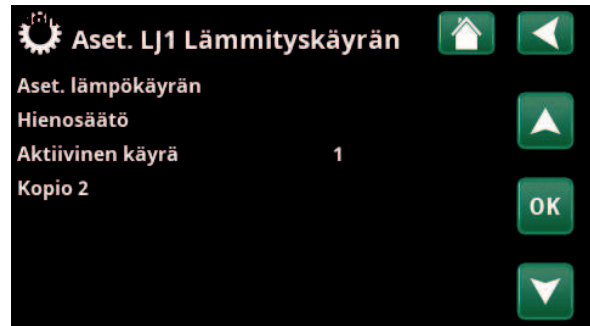 Aset. LJ1 Lämmityskäyrän
Aset. lämpökäyrän
Hienosäätö
Aktiivinen käyrä 1
Kopio 2
OK